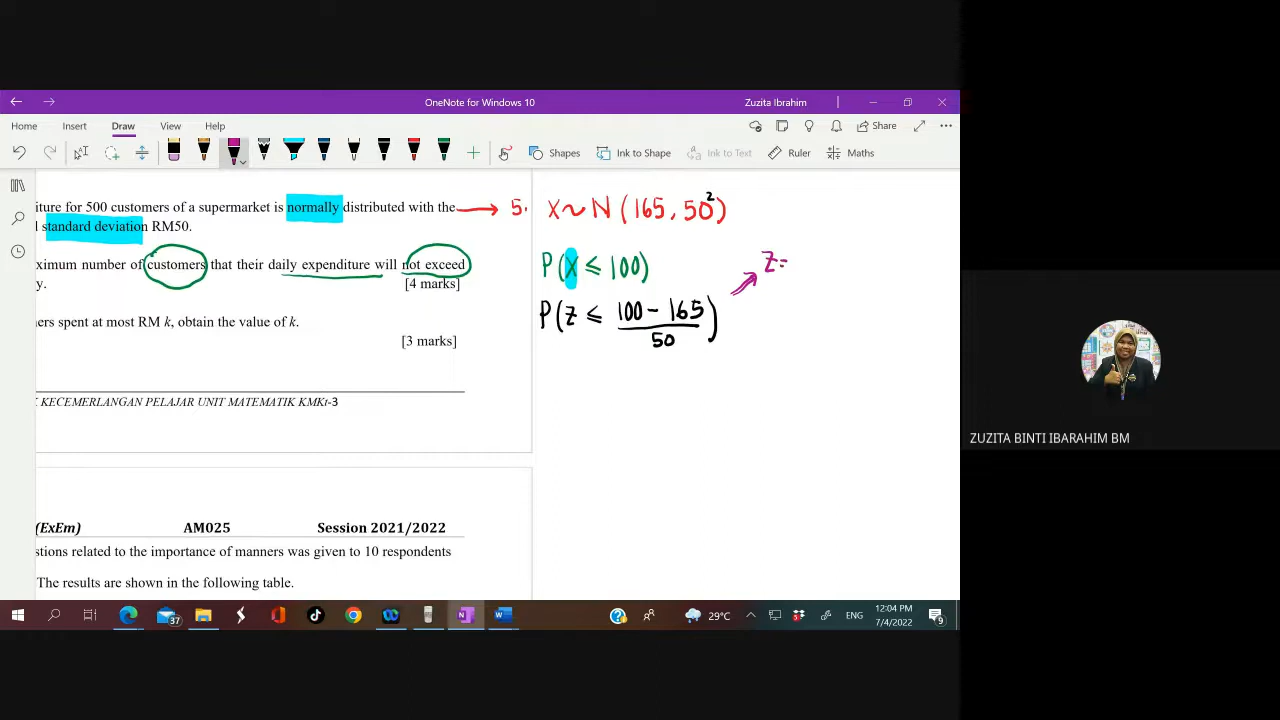 OneNote for Windows 10
Zuzita Ibrahim
Home Insert Draw View Help
Share
Shapes Ink to Shape Ink to Text Ruler Maths
iture for 500 customers of a supermarket is normally distributed with the
d standard deviation RM50.
5. X ~ N (165, 50²)
ximum number of customers that their daily expenditure will not exceed
y.
[4 marks]
P(X ≤ 100)
Z=
P(Z ≤ 100 - 165 / 50)
ners spent at most RM k, obtain the value of k.
[3 marks]
KECEMERLANGAN PELAJAR UNIT MATEMATIK KMKt-3
ZUZITA BINTI IBARAHIM BM
(ExEm) AM025 Session 2021/2022
stions related to the importance of manners was given to 10 respondents
The results are shown in the following table.
37
29°C
ENG
12:04 PM
7/4/2022
9